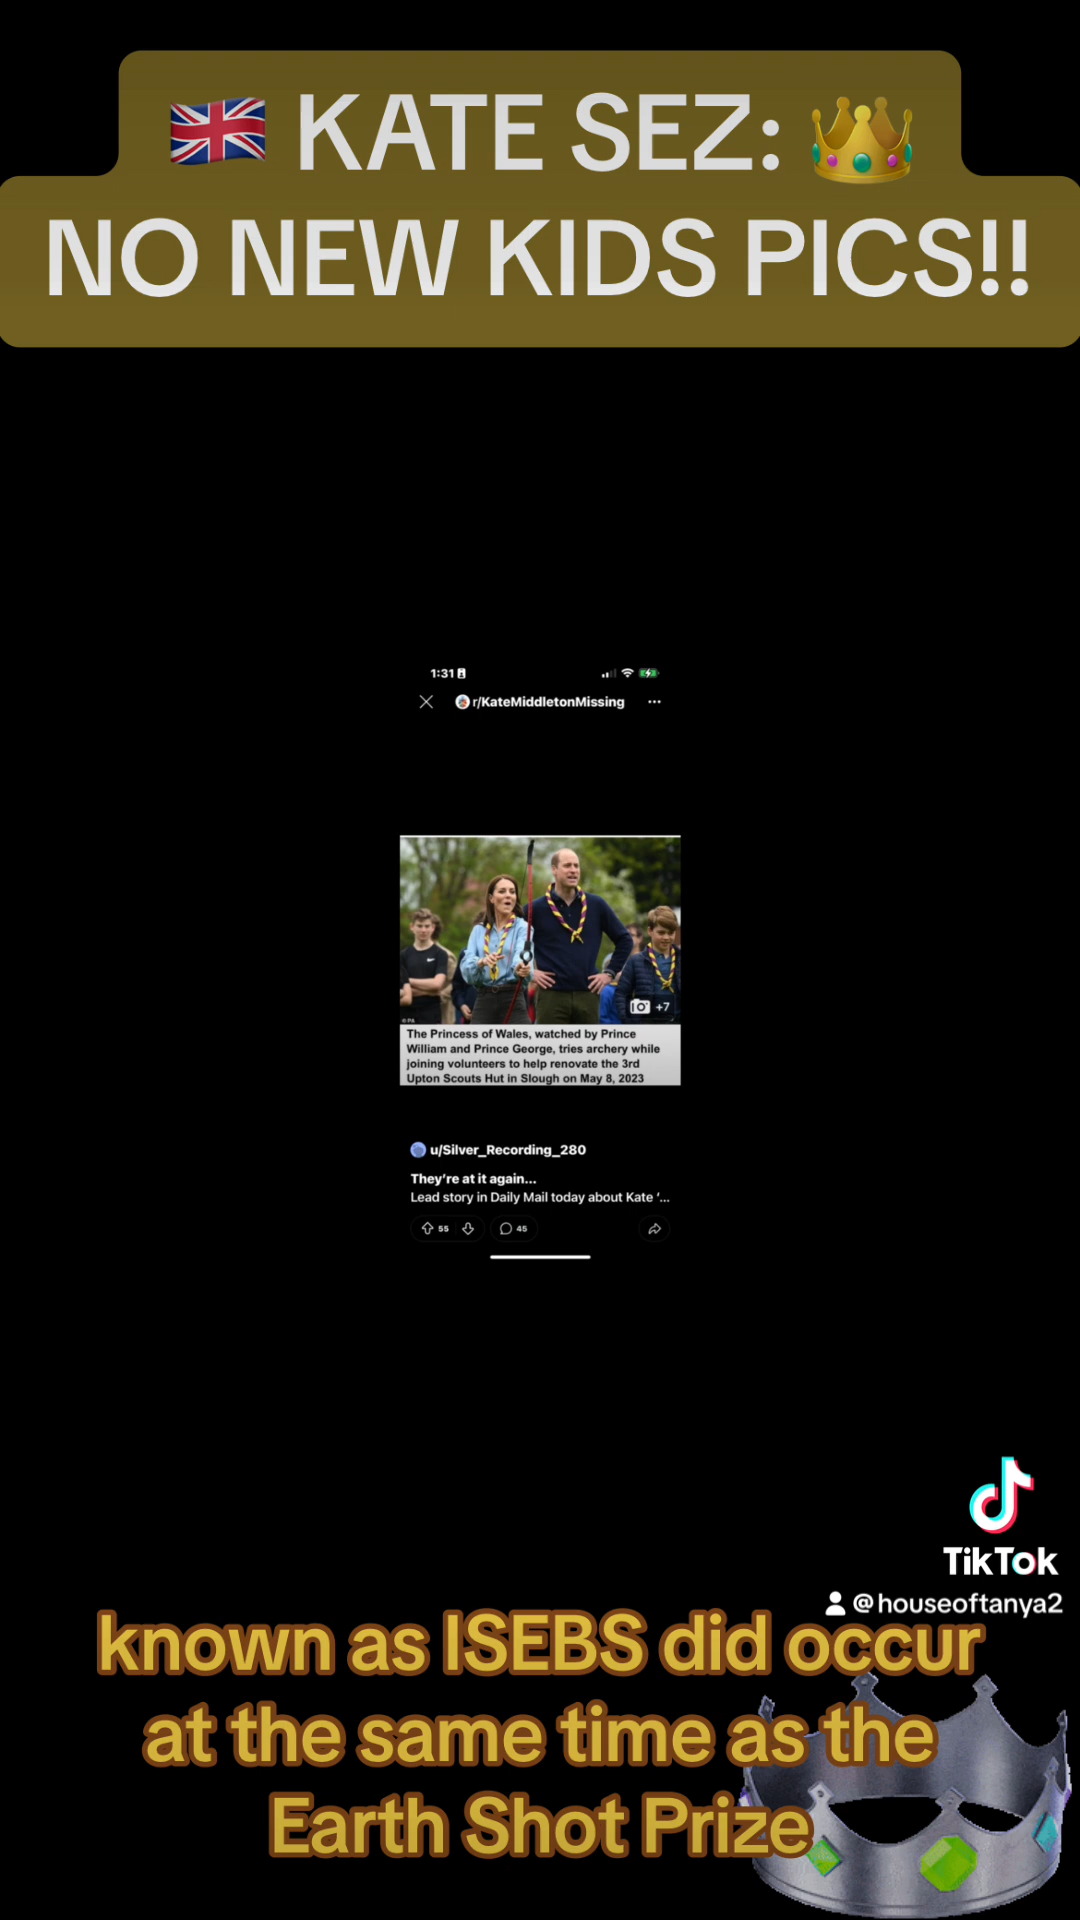 🇬🇧 KATE SEZ: 👑
NO NEW KIDS PICS!!
1:31
r/KateMiddletonMissing
+7
© PA
The Princess of Wales, watched by Prince
William and Prince George, tries archery while
joining volunteers to help renovate the 3rd
Upton Scouts Hut in Slough on May 8, 2023
u/Silver_Recording_280
They're at it again...
Lead story in Daily Mail today about Kate '...
55
45
TikTok
@houseoftanya2
known as ISEBS did occur
at the same time as the
Earth Shot Prize